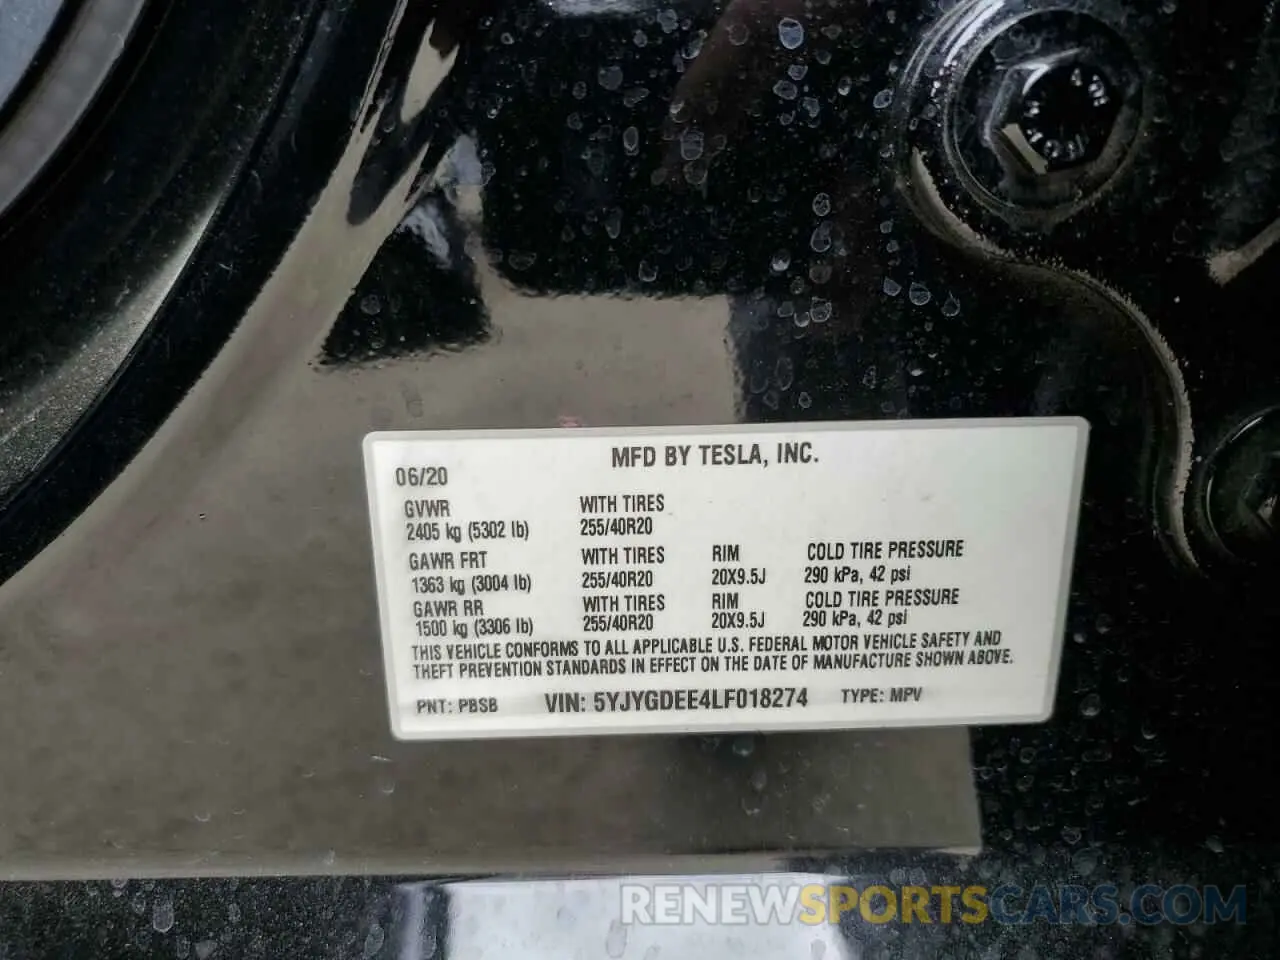 MFD BY TESLA, INC.
06/20
GVWR WITH TIRES
2405 kg (5302 lb) 255/40R20
GAWR FRT WITH TIRES RIM COLD TIRE PRESSURE
1363 kg (3004 lb) 255/40R20 20X9.5J 290 kPa, 42 psi
GAWR RR WITH TIRES RIM COLD TIRE PRESSURE
1500 kg (3306 lb) 255/40R20 20X9.5J 290 kPa, 42 psi
THIS VEHICLE CONFORMS TO ALL APPLICABLE U.S. FEDERAL MOTOR VEHICLE SAFETY AND
THEFT PREVENTION STANDARDS IN EFFECT ON THE DATE OF MANUFACTURE SHOWN ABOVE.
PNT: PBSB VIN: 5YJYGDEE4LF018274 TYPE: MPV
RENEWSPORTSCARS.COM